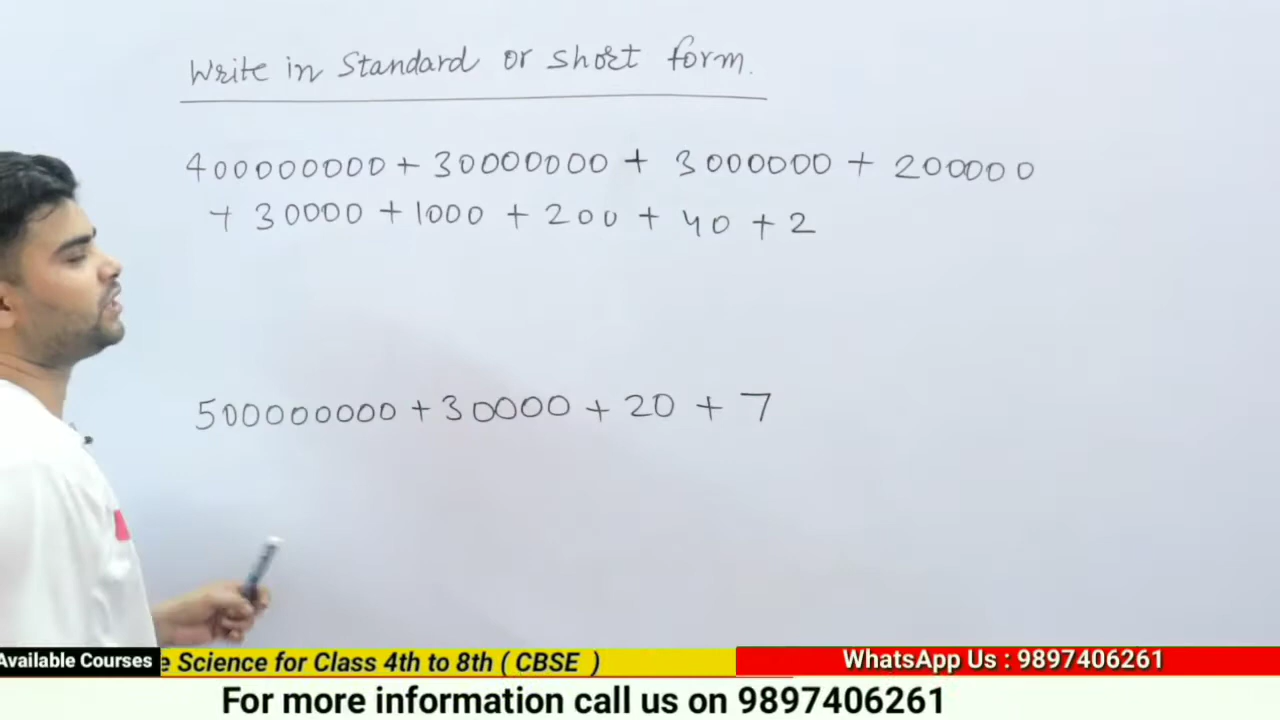 Write in Standard or short form.
400000000 + 30000000 + 3000000 + 200000
+ 30000 + 1000 + 200 + 40 + 2
500000000 + 30000 + 20 + 7
Available Courses
e Science for Class 4th to 8th ( CBSE )
WhatsApp Us : 9897406261
For more information call us on 9897406261